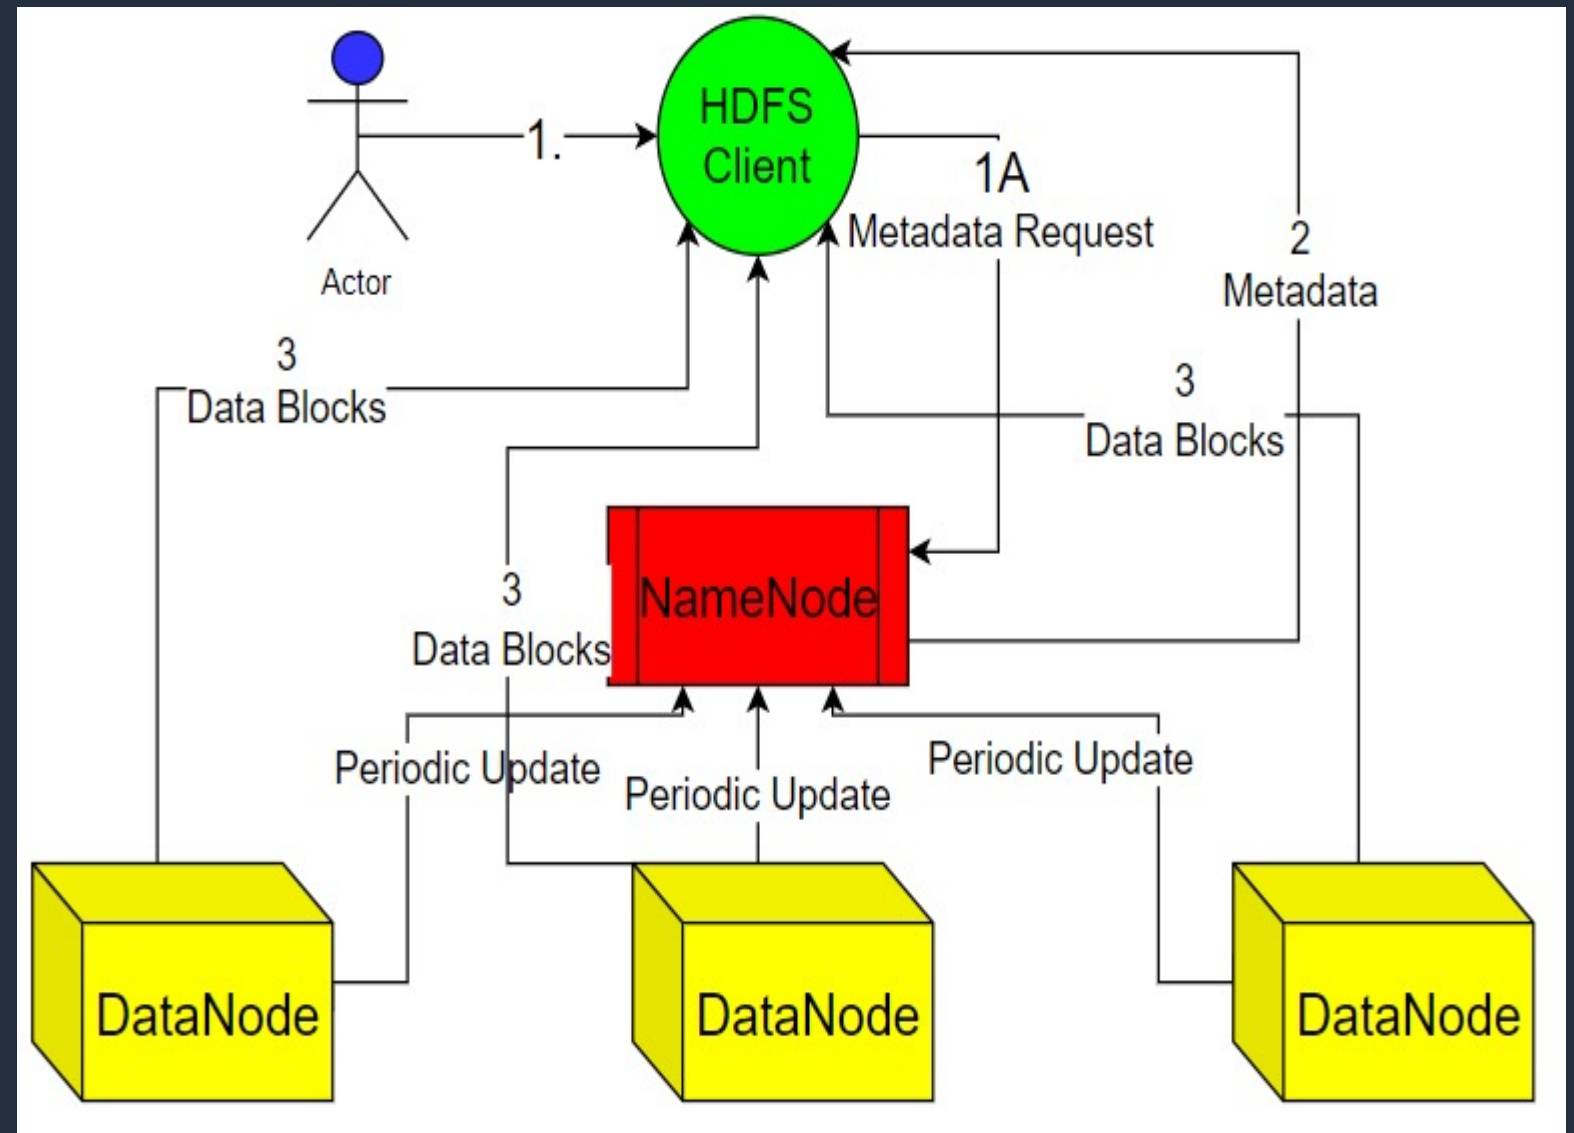 HDFS
Client
1.
1A
Metadata Request
Actor
2
Metadata
3
Data Blocks
3
Data Blocks
NameNode
3
Data Blocks
Periodic Update
Periodic Update
Periodic Update
DataNode
DataNode
DataNode